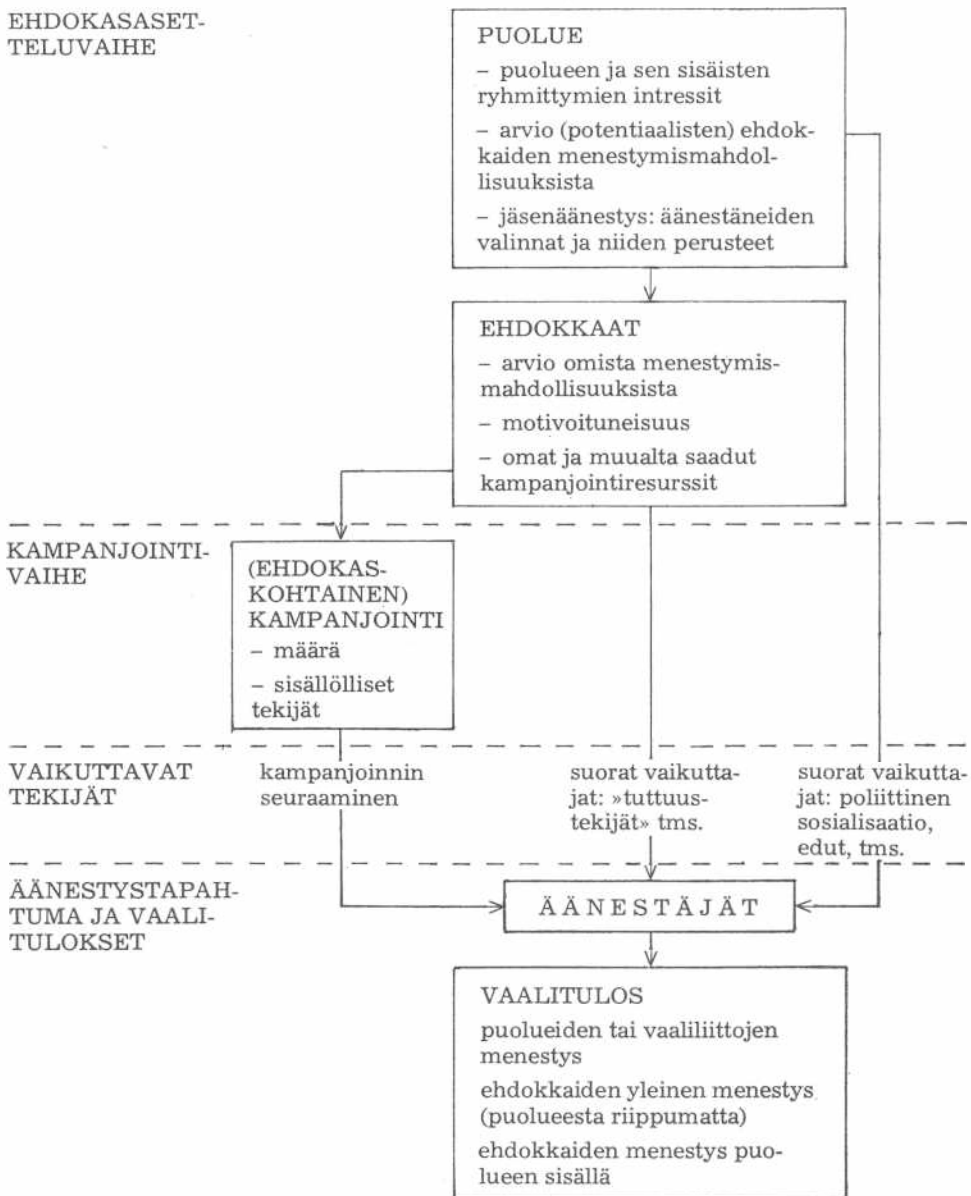 EHDOKASASET-
TELUVAIHE
PUOLUE
– puolueen ja sen sisäisten
ryhmittymien intressit
– arvio (potentiaalisten) ehdok-
kaiden menestymismahdol-
lisuuksista
– jäsenäänestys: äänestäneiden
valinnat ja niiden perusteet
EHDOKKAAT
– arvio omista menestymis-
mahdollisuuksista
– motivoituneisuus
– omat ja muualta saadut
kampanjointiresurssit
KAMPANJOINTI-
VAIHE
(EHDOKAS-
KOHTAINEN)
KAMPANJOINTI
– määrä
– sisällölliset
tekijät
VAIKUTTAVAT
TEKIJÄT
kampanjoinnin
seuraaminen
suorat vaikutta-
jat: »tuttuus-
tekijät» tms.
suorat vaikutta-
jat: poliittinen
sosialisaatio,
edut, tms.
ÄÄNESTYSTAPAH-
TUMA JA VAALI-
TULOKSET
ÄÄNESTÄJÄT
VAALITULOS
puolueiden tai vaaliliittojen
menestys
ehdokkaiden yleinen menestys
(puolueesta riippumatta)
ehdokkaiden menestys puo-
lueen sisällä